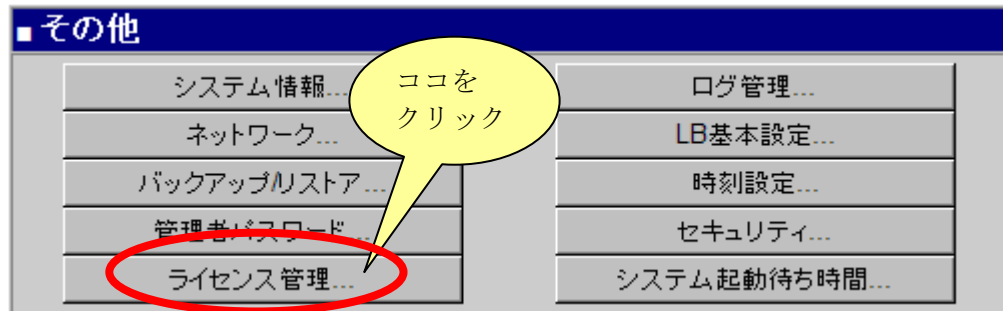 ■その他
システム情報...
ログ管理...
ココを
クリック
ネットワーク...
LB基本設定...
バックアップ/リストア...
時刻設定...
管理者パスワード...
セキュリティ...
ライセンス管理...
システム起動待ち時間...